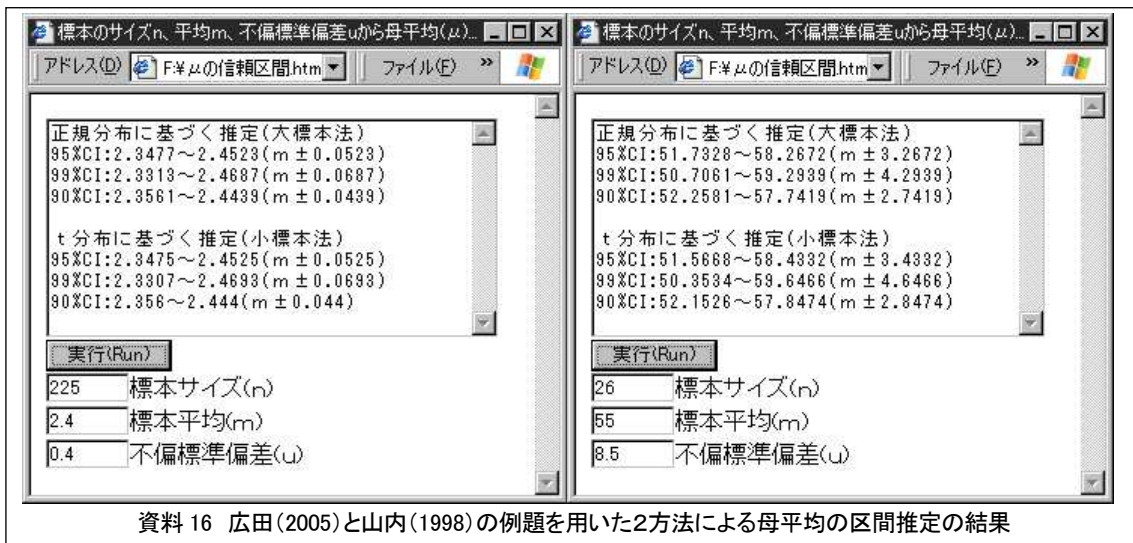 標本のサイズn、平均m、不偏標準偏差uから母平均(μ)...
アドレス(D) F:¥μの信頼区間.htm ファイル(F) »
正規分布に基づく推定(大標本法)
95%CI:2.3477～2.4523(m±0.0523)
99%CI:2.3313～2.4687(m±0.0687)
90%CI:2.3561～2.4439(m±0.0439)
t分布に基づく推定(小標本法)
95%CI:2.3475～2.4525(m±0.0525)
99%CI:2.3307～2.4693(m±0.0693)
90%CI:2.356～2.444(m±0.044)
実行(Run)
225 標本サイズ(n)
2.4 標本平均(m)
0.4 不偏標準偏差(u)
標本のサイズn、平均m、不偏標準偏差uから母平均(μ)...
アドレス(D) F:¥μの信頼区間.htm ファイル(F) »
正規分布に基づく推定(大標本法)
95%CI:51.7328～58.2672(m±3.2672)
99%CI:50.7061～59.2939(m±4.2939)
90%CI:52.2581～57.7419(m±2.7419)
t分布に基づく推定(小標本法)
95%CI:51.5668～58.4332(m±3.4332)
99%CI:50.3534～59.6466(m±4.6466)
90%CI:52.1526～57.8474(m±2.8474)
実行(Run)
26 標本サイズ(n)
55 標本平均(m)
8.5 不偏標準偏差(u)
資料 16 広田(2005)と山内(1998)の例題を用いた2方法による母平均の区間推定の結果